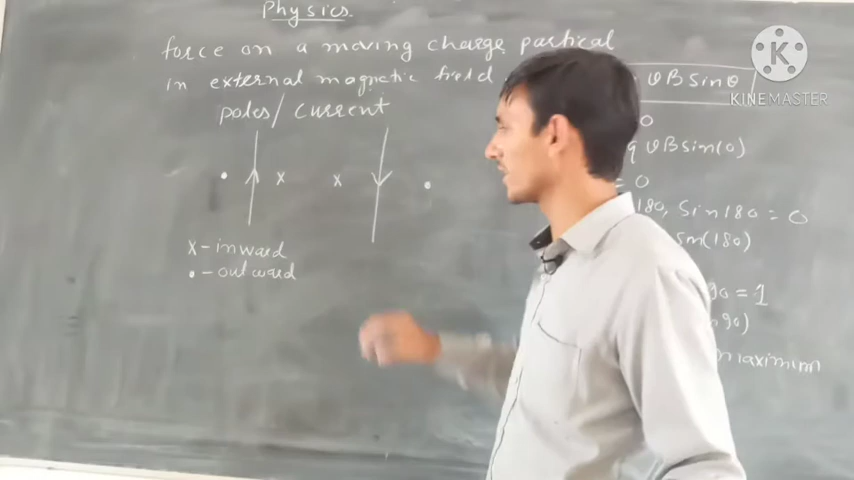 Physics
force on a moving charge partical
in external magnetic field
poles/current
x x
x - inward
• - outward
vBsinθ
0
q vBsin(0)
= 0
180, sin180 = 0
sin(180)
90 = 1
90)
maximum
KINEMASTER